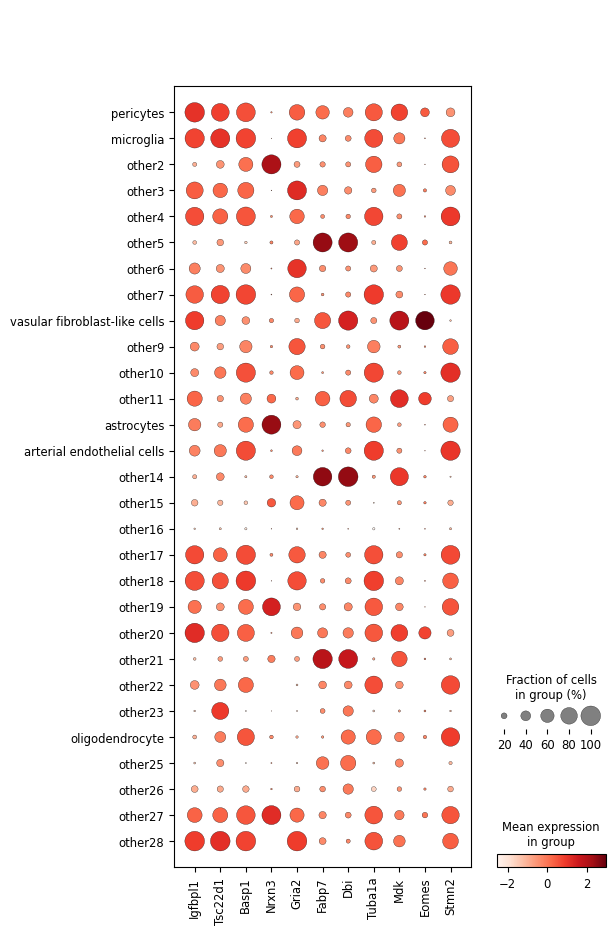 pericytes
microglia
other2
other3
other4
other5
other6
other7
vasular fibroblast-like cells
other9
other10
other11
astrocytes
arterial endothelial cells
other14
other15
other16
other17
other18
other19
other20
other21
other22
other23
oligodendrocyte
other25
other26
other27
other28
Igfbpl1
Tsc22d1
Basp1
Nrxn3
Gria2
Fabp7
Dbi
Tuba1a
Mdk
Eomes
Stmn2
Fraction of cells
in group (%)
20 40 60 80 100
Mean expression
in group
−2 0 2